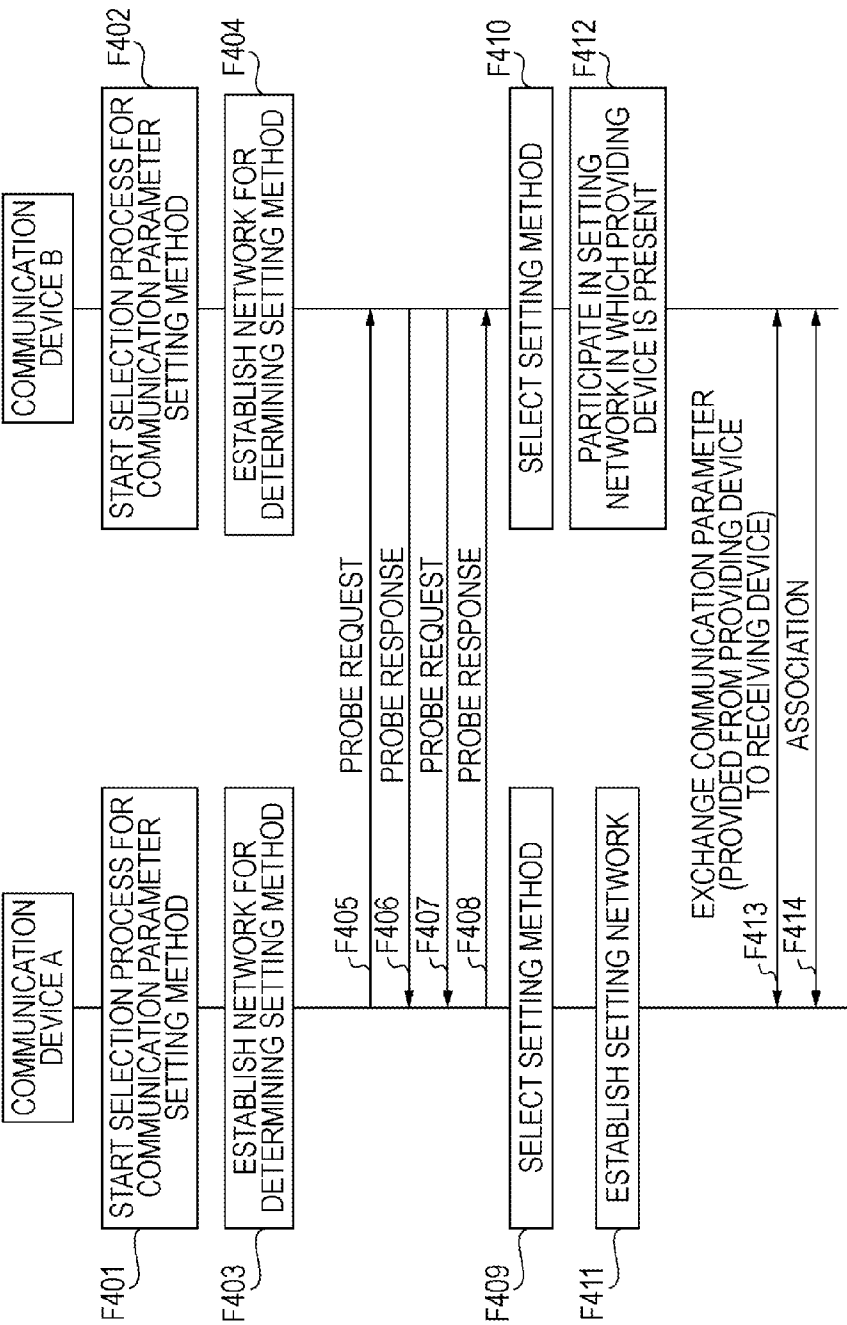 COMMUNICATION
DEVICE A
COMMUNICATION
DEVICE B
F401
START SELECTION PROCESS FOR
COMMUNICATION PARAMETER
SETTING METHOD
START SELECTION PROCESS FOR
COMMUNICATION PARAMETER
SETTING METHOD
F402
F403
ESTABLISH NETWORK FOR
DETERMINING SETTING METHOD
ESTABLISH NETWORK FOR
DETERMINING SETTING METHOD
F404
F405
PROBE REQUEST
F406
PROBE RESPONSE
F407
PROBE REQUEST
F408
PROBE RESPONSE
F409
SELECT SETTING METHOD
SELECT SETTING METHOD
F410
F411
ESTABLISH SETTING NETWORK
PARTICIPATE IN SETTING
NETWORK IN WHICH PROVIDING
DEVICE IS PRESENT
F412
EXCHANGE COMMUNICATION PARAMETER
(PROVIDED FROM PROVIDING DEVICE
TO RECEIVING DEVICE)
F413
F414
ASSOCIATION